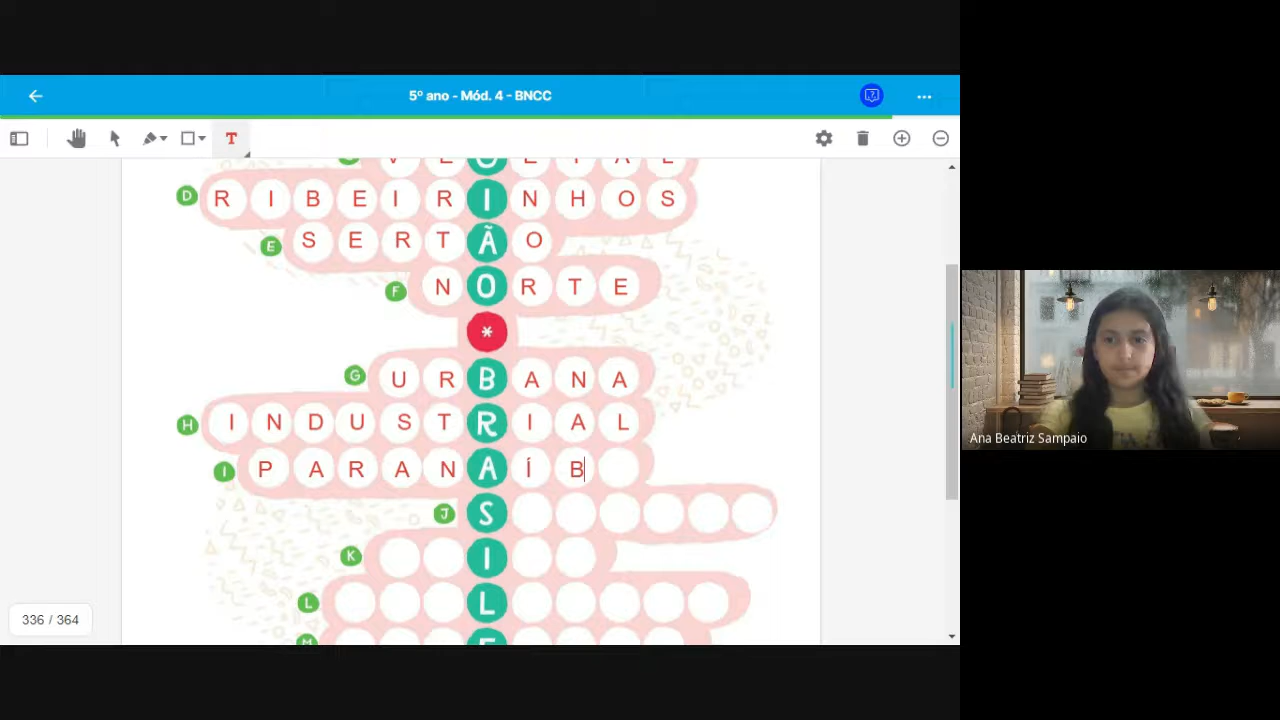 5º ano - Mód. 4 - BNCC
T
V E G E T A L
D R I B E I R I N H O S
E S E R T Ã O
F N O R T E
*
G U R B A N A
H I N D U S T R I A L
I P A R A N A Í B
J S
K I
L L
M E
336 / 364
Ana Beatriz Sampaio